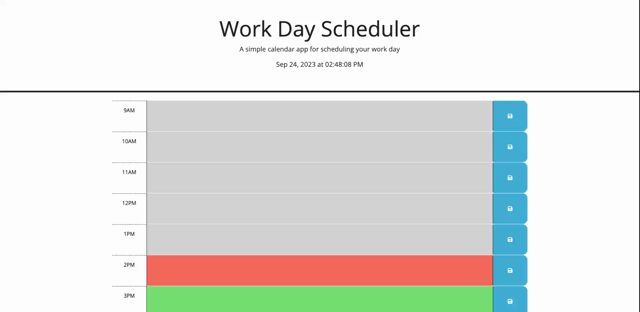 Work Day Scheduler
A simple calendar app for scheduling your work day
Sep 24, 2023 at 02:48:08 PM
9AM
10AM
11AM
12PM
1PM
2PM
3PM